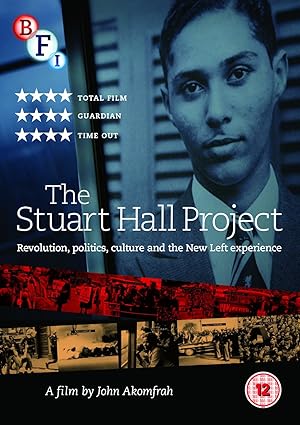 BFI
★★★★ TOTAL FILM
★★★★ GUARDIAN
★★★★ TIME OUT
The
Stuart Hall Project
Revolution, politics, culture and the New Left experience
A film by John Akomfrah
12